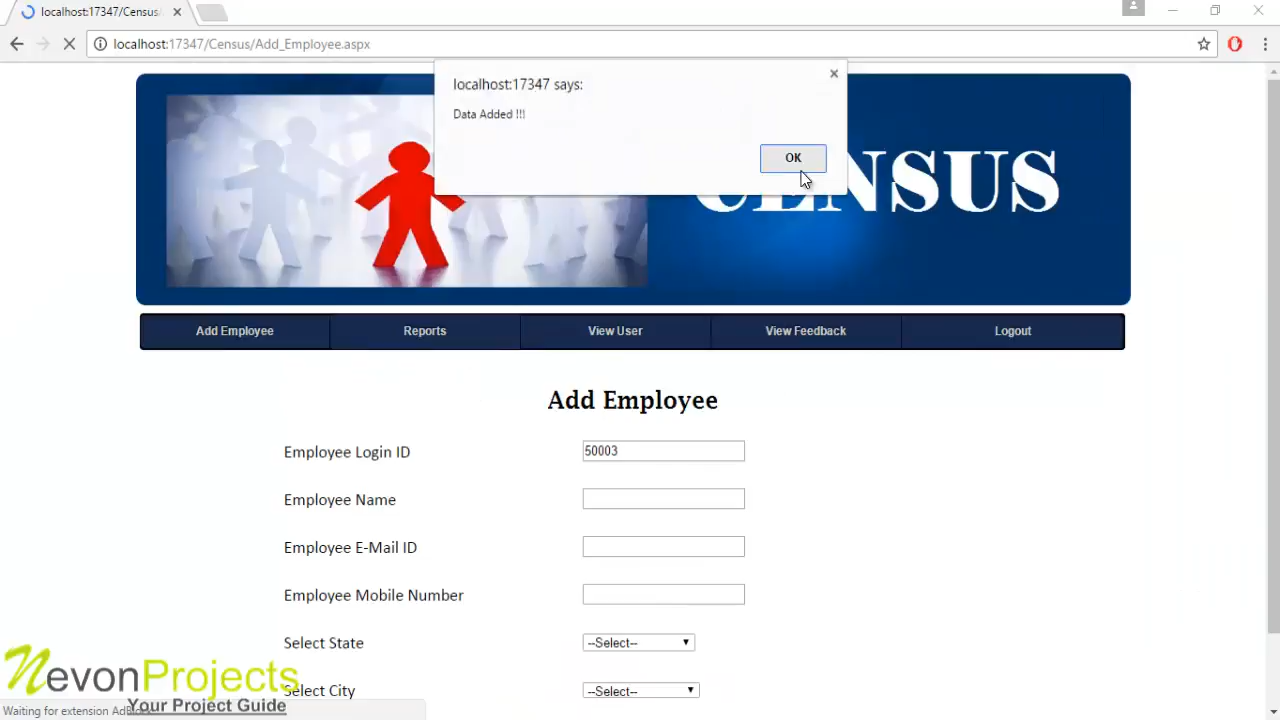 localhost:17347/Census/
localhost:17347/Census/Add_Employee.aspx
localhost:17347 says:
Data Added !!!
OK
CENSUS
Add Employee
Reports
View User
View Feedback
Logout
Add Employee
Employee Login ID
50003
Employee Name
Employee E-Mail ID
Employee Mobile Number
Select State
--Select--
Select City
--Select--
NevonProjects
Your Project Guide
Waiting for extension